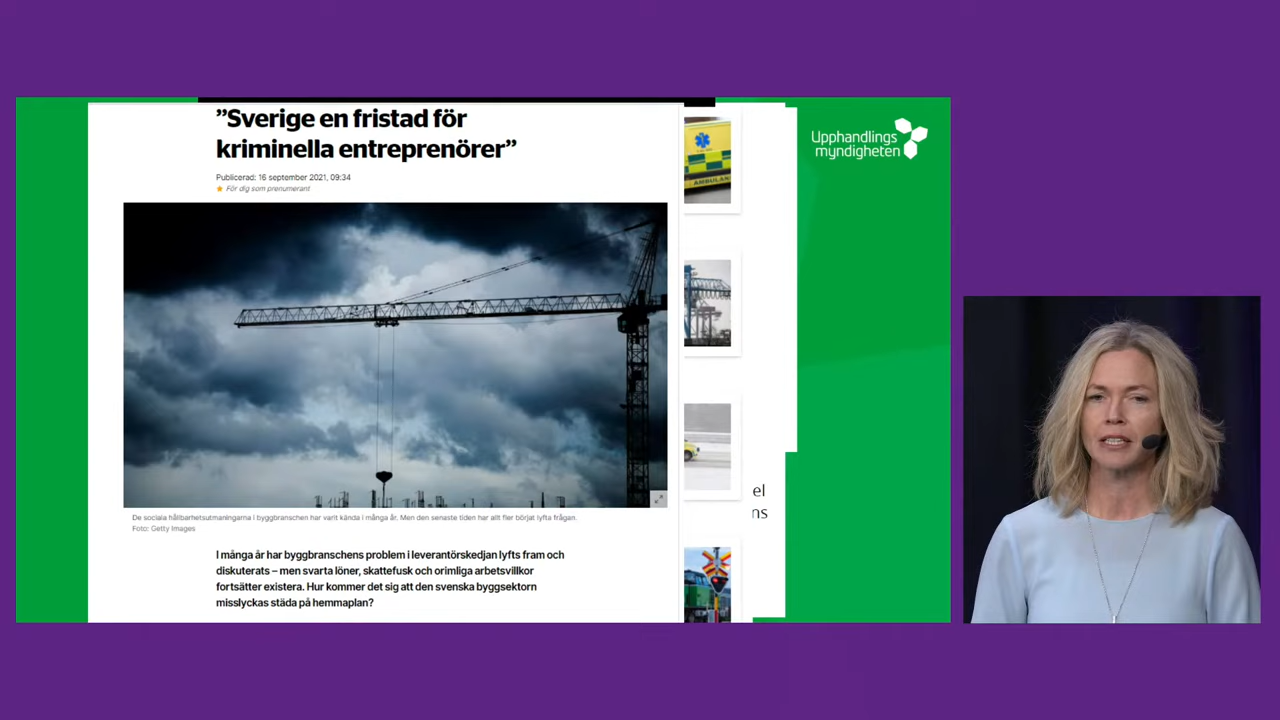 ”Sverige en fristad för
kriminella entreprenörer”
Publicerad: 16 september 2021, 09:34
För dig som prenumerant
De sociala hållbarhetsutmaningarna i byggbranschen har varit kända i många år. Men den senaste tiden har allt fler börjat lyfta frågan.
Foto: Getty Images
I många år har byggbranschens problem i leverantörskedjan lyfts fram och
diskuterats – men svarta löner, skattefusk och orimliga arbetsvillkor
fortsätter existera. Hur kommer det sig att den svenska byggsektorn
misslyckas städa på hemmaplan?
AMBULAN
el
ns
Upphandlings
myndigheten